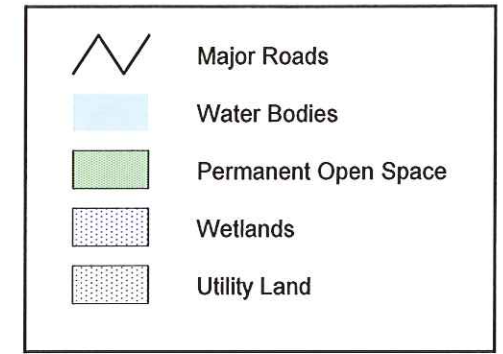 Major Roads
Water Bodies
Permanent Open Space
Wetlands
Utility Land